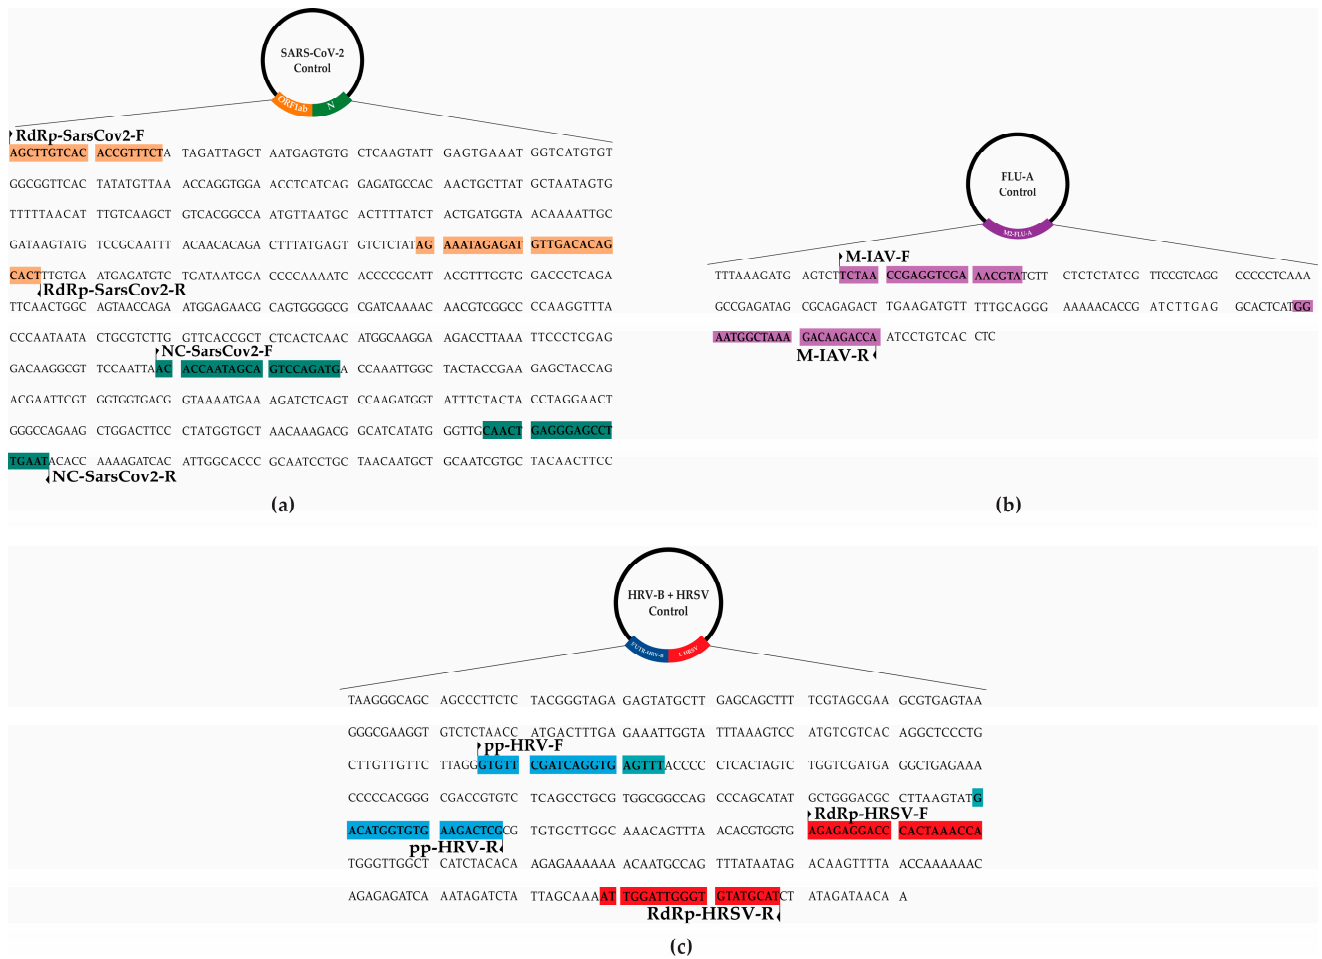 SARS-CoV-2
Control
ORF1ab N
RdRp-SarsCov2-F
AGCTTGTCAC ACCGTTTCTA TAGATTAGCT AATGAGTGTG CTCAAGTATT GAGTGAAAT GGTCATGTGT
GGCGGTTCAC TATATGTTAA ACCAGGTGGA ACCTCATCAG GAGATGCCAC AACTGCTTAT GCTAATAGTG
TTTTTAACAT TTGTCAAGCT GTCACGGCCA ATGTTAATGC ACTTTTATCT ACTGATGGTA ACAAAATTGC
GATAAGTATG TCCGCAATTT ACAACACAGA CTTTATGAGT GTCTCTATAG AAATAGAGAT GTTGACACAG
CACTTTGTGA ATGAGATGTC TGATAATGGA CCCCAAAATC ACCCCGCATT ACGTTTGGTG GACCCTCAGA
RdRp-SarsCov2-R
TTCAACTGGC AGTAACCAGA ATGGAGAACG CAGTGGGGCG CGATCAAAAC AACGTCGGCC CCAAGGTTTA
CCCAATAATA CTGCGTCTTG GTTCACCGCT CTCACTCAAC ATGGCAAGGA AGACCTTAAA TTCCCTCGAG
NC-SarsCov2-F
GACAAGGCGT TCCAATTAAC ACCAATAGCA GTCCAGATGA CCAAATTGGC TACTACCGAA GAGCTACCAG
ACGAATTCGT GGTGGTGACG GTAAAATGAA AGATCTCAGT CCAAGATGGT ATTTCTACTA CCTAGGAACT
GGGCCAGAAG CTGGACTTCC CTATGGTGCT AACAAAGACG GCATCATATG GGTTGCAACT GAGGGAGCCT
TGAATACACC AAAAGATCAC ATTGGCACCC GCAATCCTGC TAACAATGCT GCAATCGTGC TACAACTTCC
NC-SarsCov2-R
(a)
FLU-A
Control
M2-FLU-A
M-IAV-F
TTTAAAGATG AGTCTTCTAA CCGAGGTCGA AACGTATGTT CTCTCTATCG TTCCGTCAGG CCCCCTCAAA
GCCGAGATAG CGCAGAGACT TGAAGATGTT TTTGCAGGG AAAAACACCG ATCTTGAG GCACTCATGG
AATGGCTAAA GACAAGACCA ATCCTGTCAC CTC
M-IAV-R
(b)
HRV-B + HRSV
Control
5'UTR-HRV-B L HRSV
TAAGGGCAGC AGCCCTTCTC TACGGGTAGA GAGTATGCTT GAGCAGCTTT TCGTAGCGAA GCGTGAGTAA
GGGCGAAGGT GTCTCTAACC ATGACTTTGA GAAATTGGTA TTTAAAGTCC ATGTCGTCAC AGGCTCCCTG
pp-HRV-F
CTTGTTGTTC TTAGGGTGTT CGATCAGGTG AGTTTACCCC CTCACTAGTC TGGTCGATGA GGCTGAGAAA
CCCCCACGGG CGACCGTGTC TCAGCCTGCG TGGCGGCCAG CCCAGCATAT GCTGGGACGC CTTAAGTATG
RdRp-HRSV-F
ACATGGTGTG AAGACTCGCG TGTGCTTGGC AAACAGTTTA ACACGTGGTG AGAGAGGACC CACTAAACCA
pp-HRV-R
TGGGTTGGCT CATCTACACA AGAGAAAAAA ACAATGCCAG TTTATAATAG ACAAGTTTTA ACCAAAAAAC
AGAGAGATCA AATAGATCTA TTAGCAAAAT TGGATTGGGT GTATGCATCT ATAGATAACA A
RdRp-HRSV-R
(c)